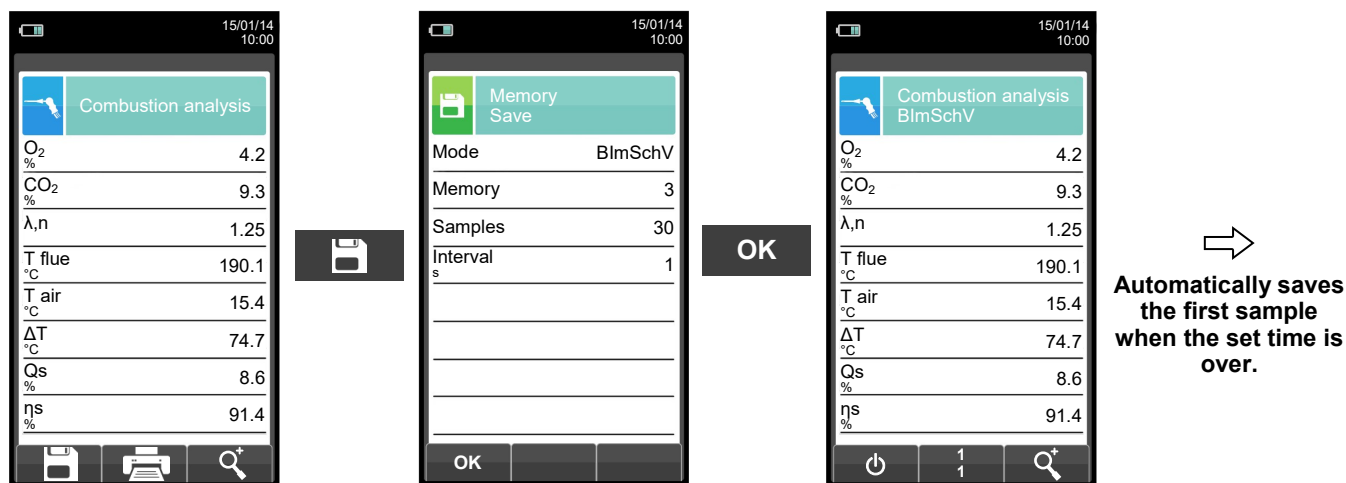 15/01/14
10:00
Combustion analysis
O₂
% 4.2
CO₂
% 9.3
λ,n 1.25
T flue
°C 190.1
T air
°C 15.4
ΔT
°C 74.7
Qs
% 8.6
ηs
% 91.4
15/01/14
10:00
Memory
Save
Mode BImSchV
Memory 3
Samples 30
Interval
s 1
OK
OK
15/01/14
10:00
Combustion analysis
BImSchV
O₂
% 4.2
CO₂
% 9.3
λ,n 1.25
T flue
°C 190.1
T air
°C 15.4
ΔT
°C 74.7
Qs
% 8.6
ηs
% 91.4
1
1
Automatically saves
the first sample
when the set time is
over.